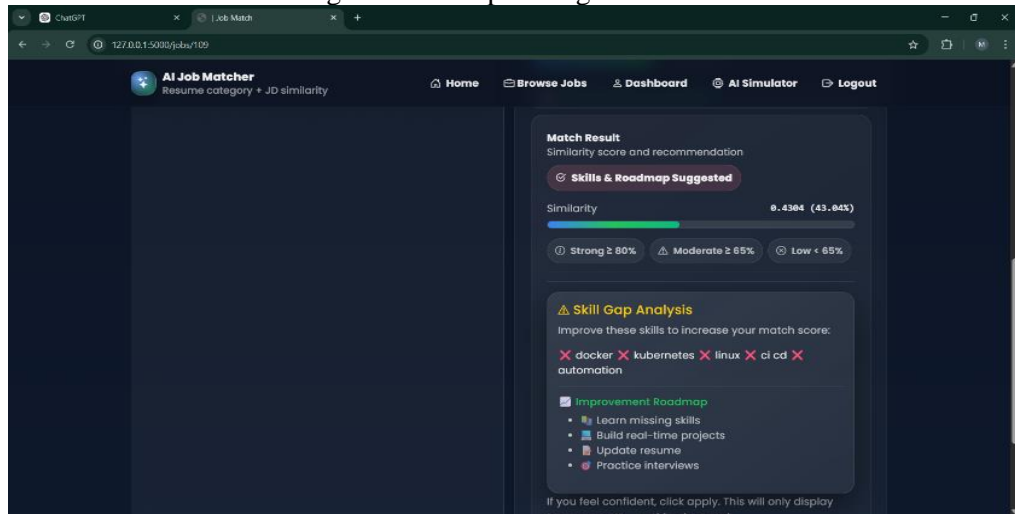 ChatGPT
| Job Match
127.0.0.1:5000/jobs/109
M
AI Job Matcher
Resume category + JD similarity
Home
Browse Jobs
Dashboard
AI Simulator
Logout
Match Result
Similarity score and recommendation
Skills & Roadmap Suggested
Similarity 0.4304 (43.04%)
Strong ≥ 80% Moderate ≥ 65% Low < 65%
Skill Gap Analysis
Improve these skills to increase your match score:
❌ docker ❌ kubernetes ❌ linux ❌ ci cd ❌
automation
Improvement Roadmap
• Learn missing skills
• Build real-time projects
• Update resume
• Practice interviews
If you feel confident, click apply. This will only display